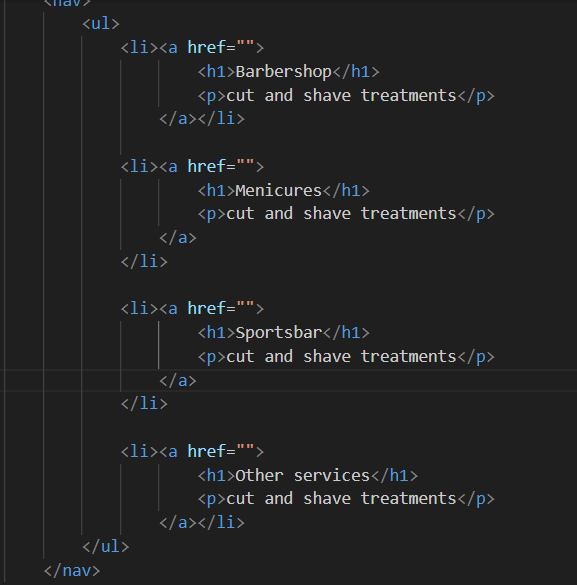 <nav>
<ul>
<li><a href="">
<h1>Barbershop</h1>
<p>cut and shave treatments</p>
</a></li>
<li><a href="">
<h1>Menicures</h1>
<p>cut and shave treatments</p>
</a>
</li>
<li><a href="">
<h1>Sportsbar</h1>
<p>cut and shave treatments</p>
</a>
</li>
<li><a href="">
<h1>Other services</h1>
<p>cut and shave treatments</p>
</a></li>
</ul>
</nav>